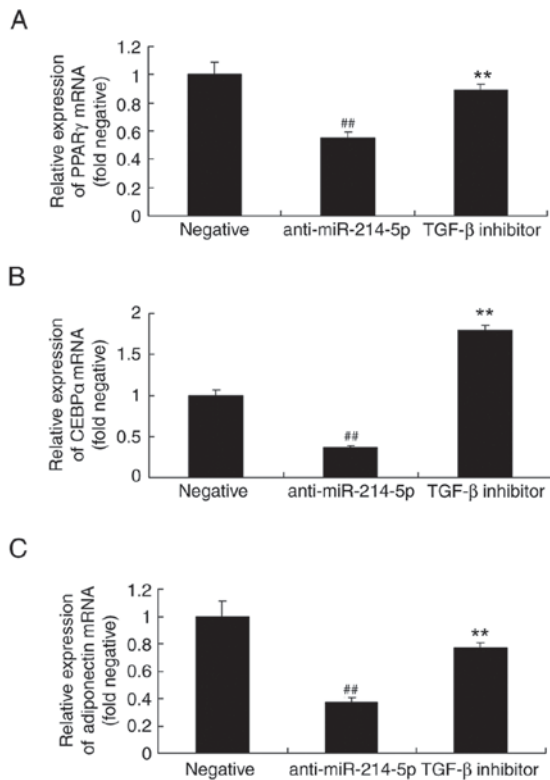 A
Relative expression
of PPARγ mRNA
(fold negative)
1.2
1
0.8
0.6
0.4
0.2
0
##
**
Negative anti-miR-214-5p TGF-β inhibitor
B
Relative expression
of CEBPα mRNA
(fold negative)
2
1.5
1
0.5
0
##
**
Negative anti-miR-214-5p TGF-β inhibitor
C
Relative expression
of adiponectin mRNA
(fold negative)
1.2
1
0.8
0.6
0.4
0.2
0
##
**
Negative anti-miR-214-5p TGF-β inhibitor